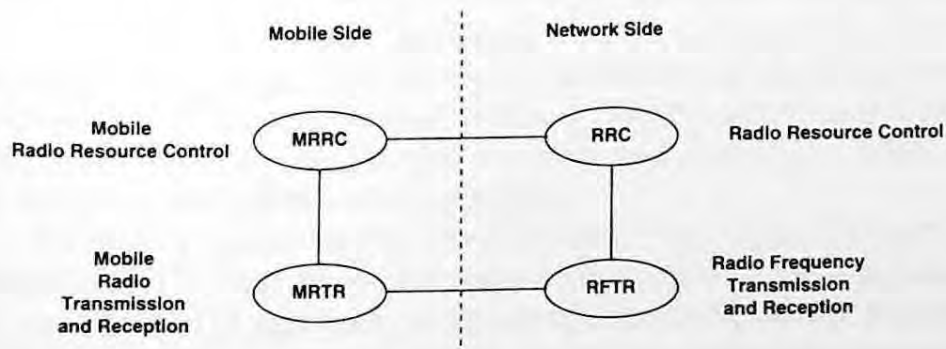 Mobile Side
Network Side
Mobile
Radio Resource Control
MRRC
RRC
Radio Resource Control
Mobile
Radio
Transmission
and Reception
MRTR
RFTR
Radio Frequency
Transmission
and Reception